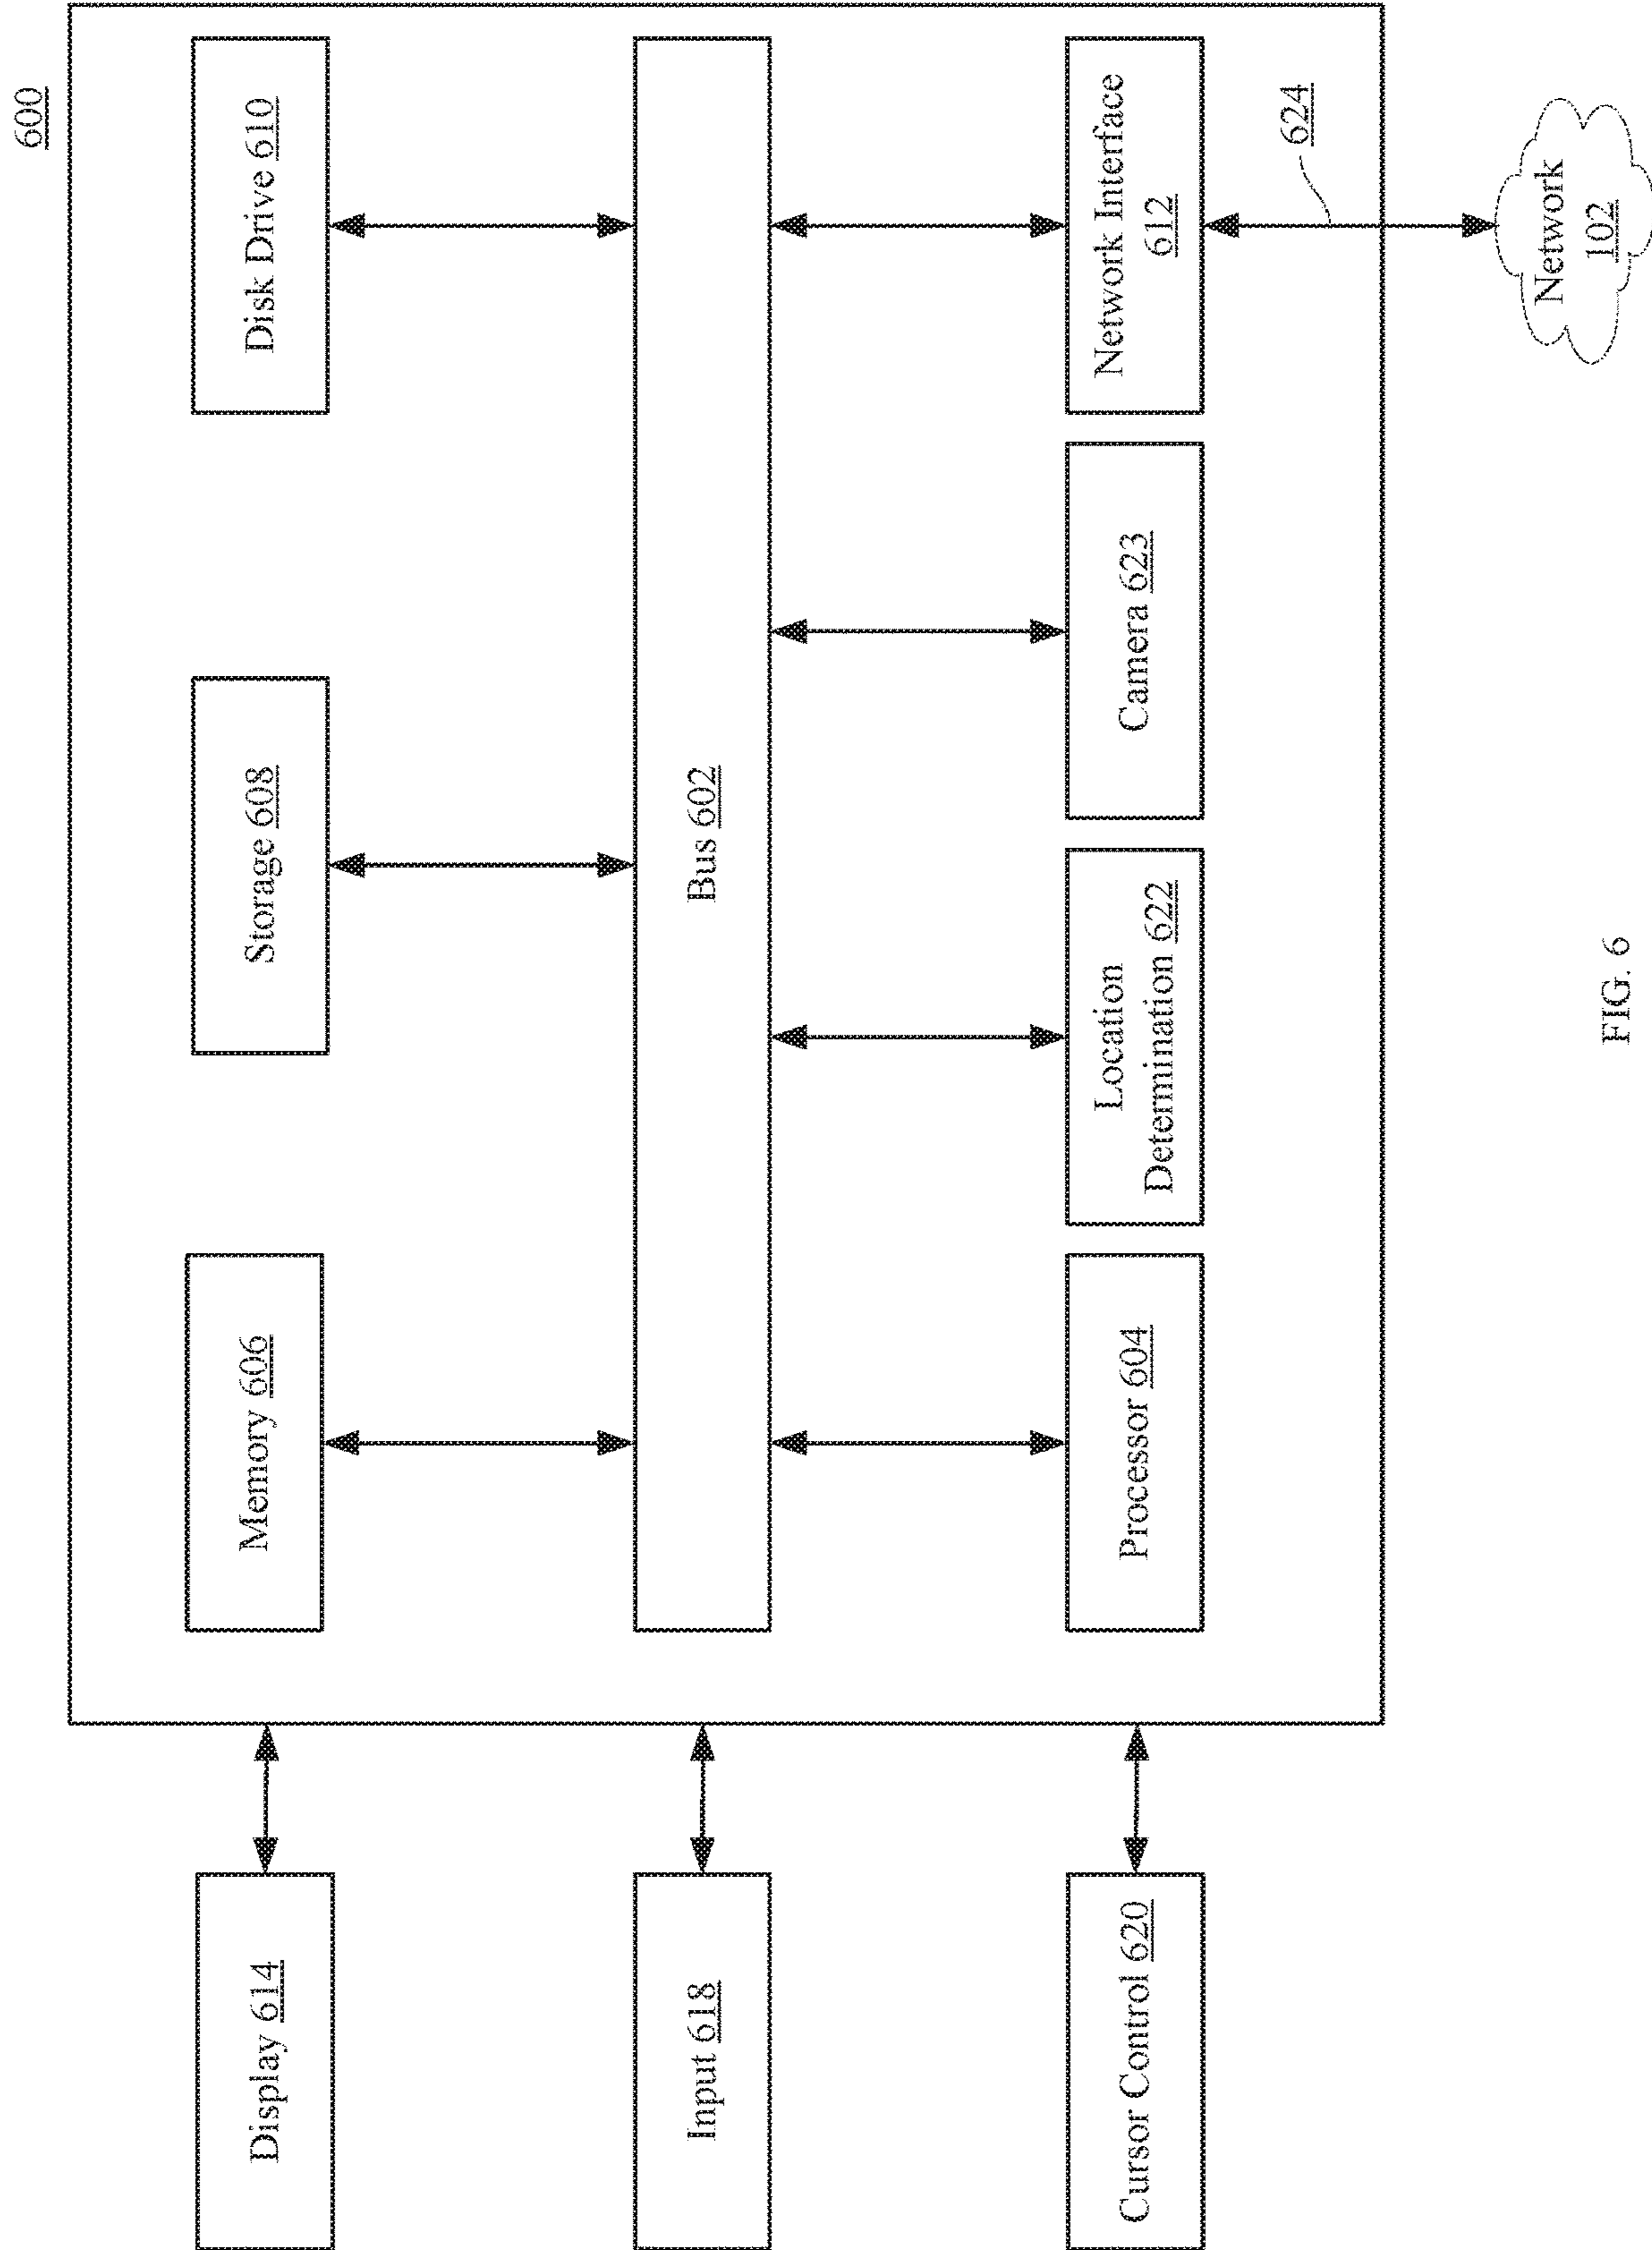 600
Display 614
Memory 606
Storage 608
Disk Drive 610
Input 618
Bus 602
Cursor Control 620
Processor 604
Location
Determination 622
Camera 623
Network Interface
612
624
Network
102
FIG. 6